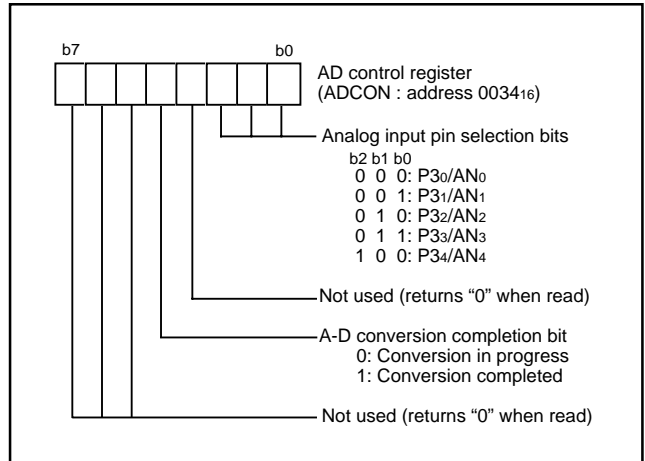 b7 b0
AD control register
(ADCON : address 003416)
Analog input pin selection bits
b2 b1 b0
0 0 0: P30/AN0
0 0 1: P31/AN1
0 1 0: P32/AN2
0 1 1: P33/AN3
1 0 0: P34/AN4
Not used (returns “0” when read)
A-D conversion completion bit
0: Conversion in progress
1: Conversion completed
Not used (returns “0” when read)